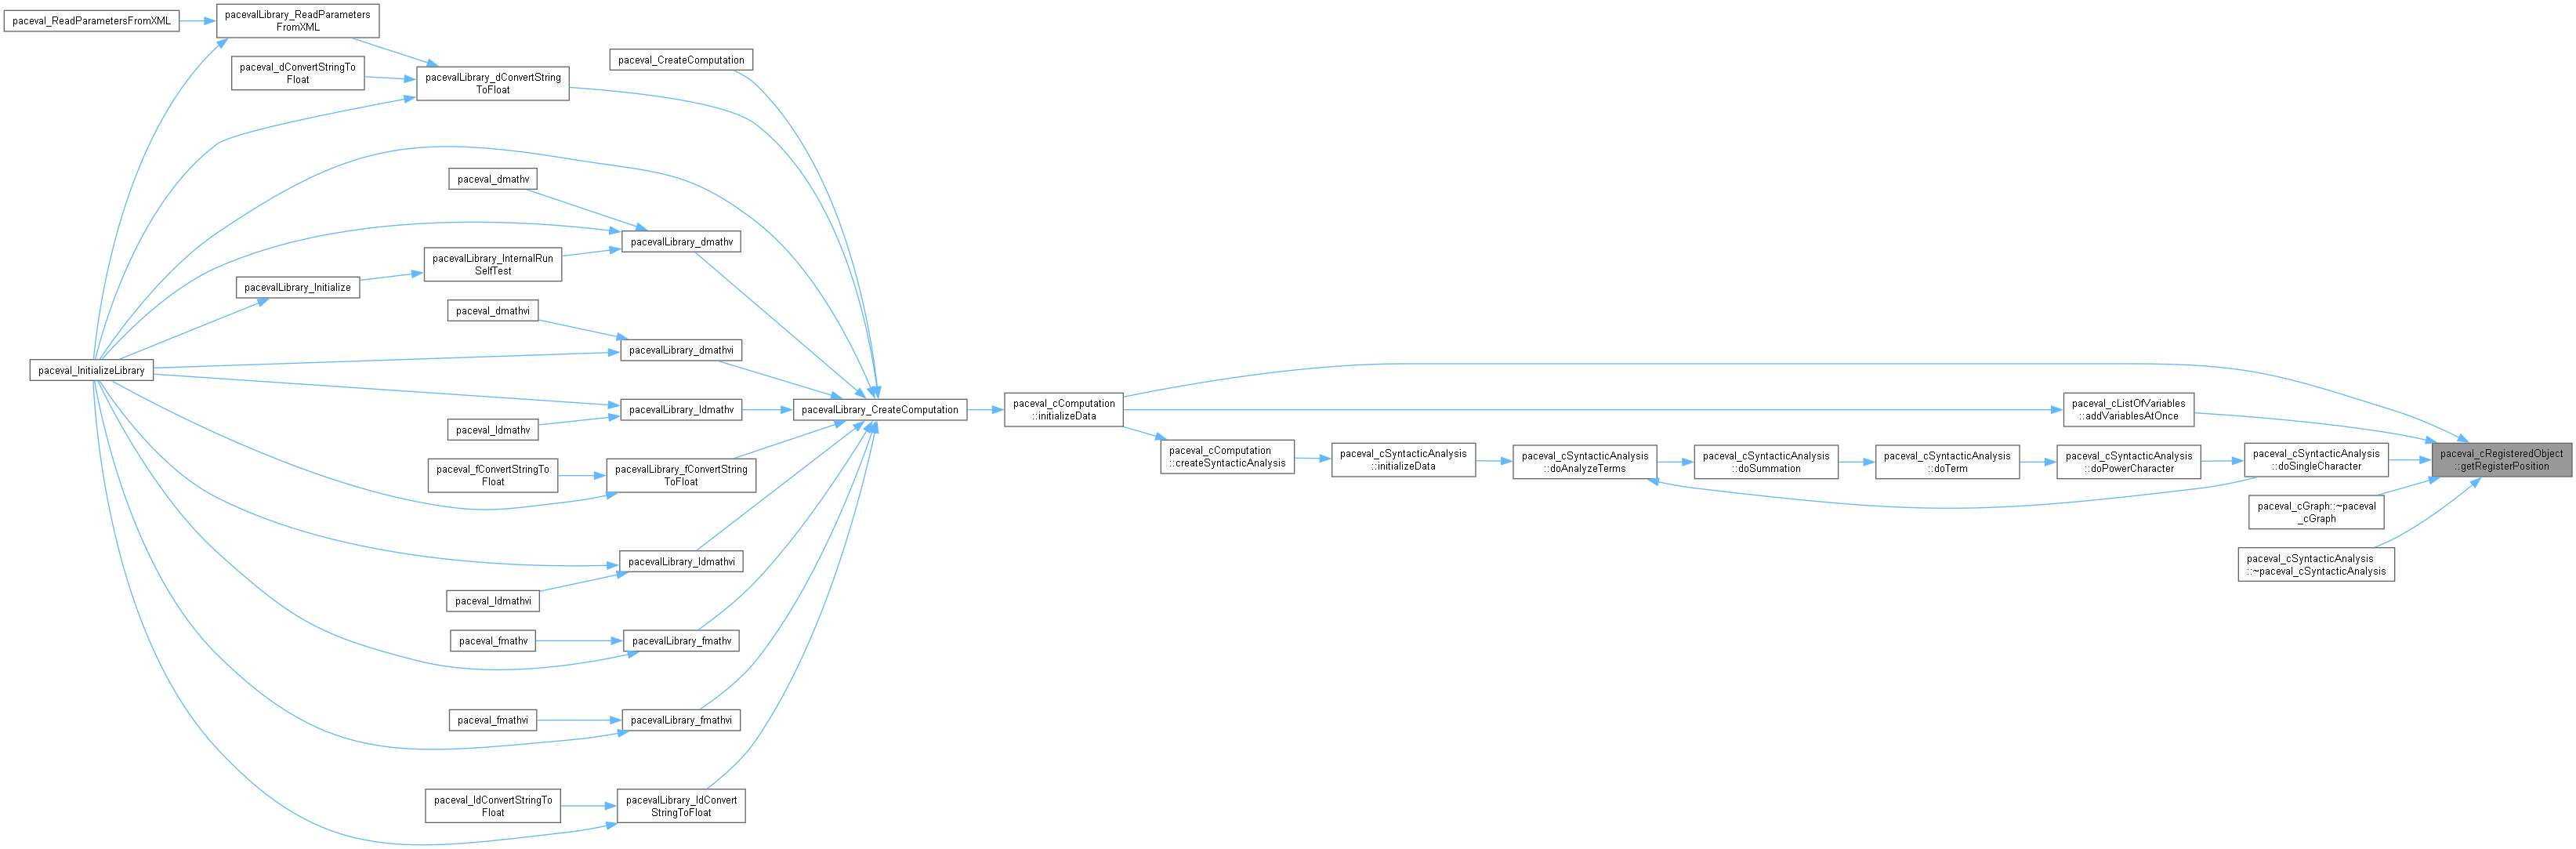 paceval_ReadParametersFromXML
pacevalLibrary_ReadParameters
FromXML
paceval_dConvertStringTo
Float
pacevalLibrary_dConvertString
ToFloat
paceval_CreateComputation
paceval_dmathv
pacevalLibrary_dmathv
pacevalLibrary_InternalRun
SelfTest
pacevalLibrary_Initialize
paceval_dmathvi
pacevalLibrary_dmathvi
paceval_InitializeLibrary
pacevalLibrary_ldmathv
paceval_ldmathv
pacevalLibrary_CreateComputation
paceval_fConvertStringTo
Float
pacevalLibrary_fConvertString
ToFloat
pacevalLibrary_ldmathvi
paceval_ldmathvi
paceval_fmathv
pacevalLibrary_fmathv
paceval_fmathvi
pacevalLibrary_fmathvi
paceval_ldConvertStringTo
Float
pacevalLibrary_ldConvert
StringToFloat
paceval_cComputation
::initializeData
paceval_cComputation
::createSyntacticAnalysis
paceval_cSyntacticAnalysis
::initializeData
paceval_cSyntacticAnalysis
::doAnalyzeTerms
paceval_cSyntacticAnalysis
::doSummation
paceval_cSyntacticAnalysis
::doTerm
paceval_cListOfVariables
::addVariablesAtOnce
paceval_cSyntacticAnalysis
::doPowerCharacter
paceval_cSyntacticAnalysis
::doSingleCharacter
paceval_cGraph::~paceval
_cGraph
paceval_cSyntacticAnalysis
::~paceval_cSyntacticAnalysis
paceval_cRegisteredObject
::getRegisterPosition